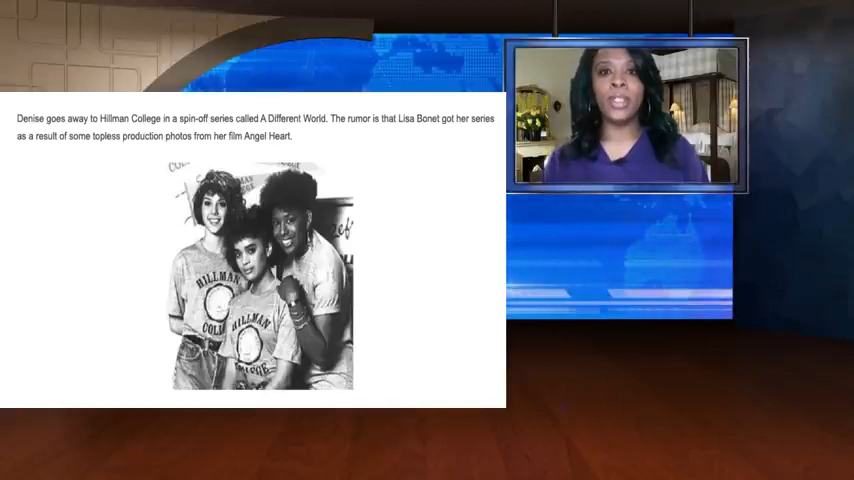 Denise goes away to Hillman College in a spin-off series called A Different World. The rumor is that Lisa Bonet got her series
as a result of some topless production photos from her film Angel Heart.
HILLMAN
HILLMAN